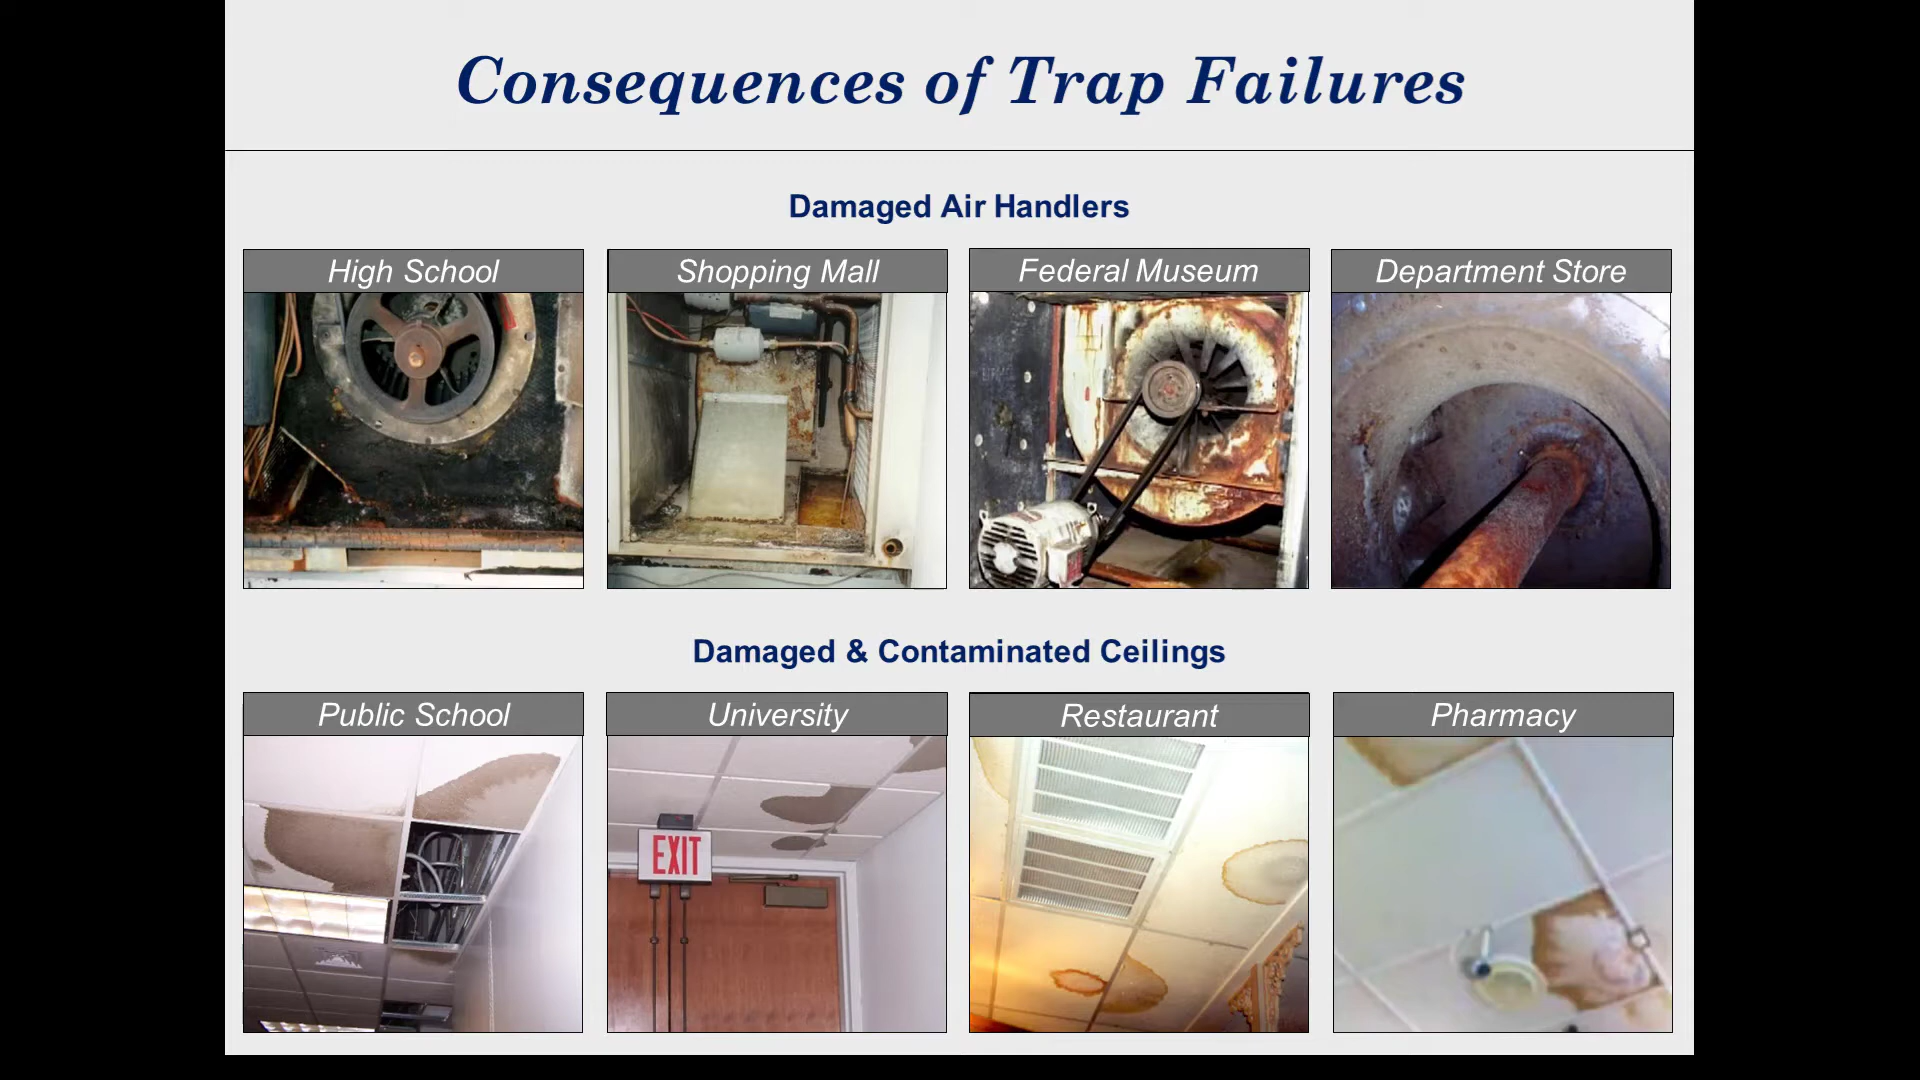 Consequences of Trap Failures
Damaged Air Handlers
High School
Shopping Mall
Federal Museum
Department Store
Damaged & Contaminated Ceilings
Public School
University
Restaurant
Pharmacy
EXIT